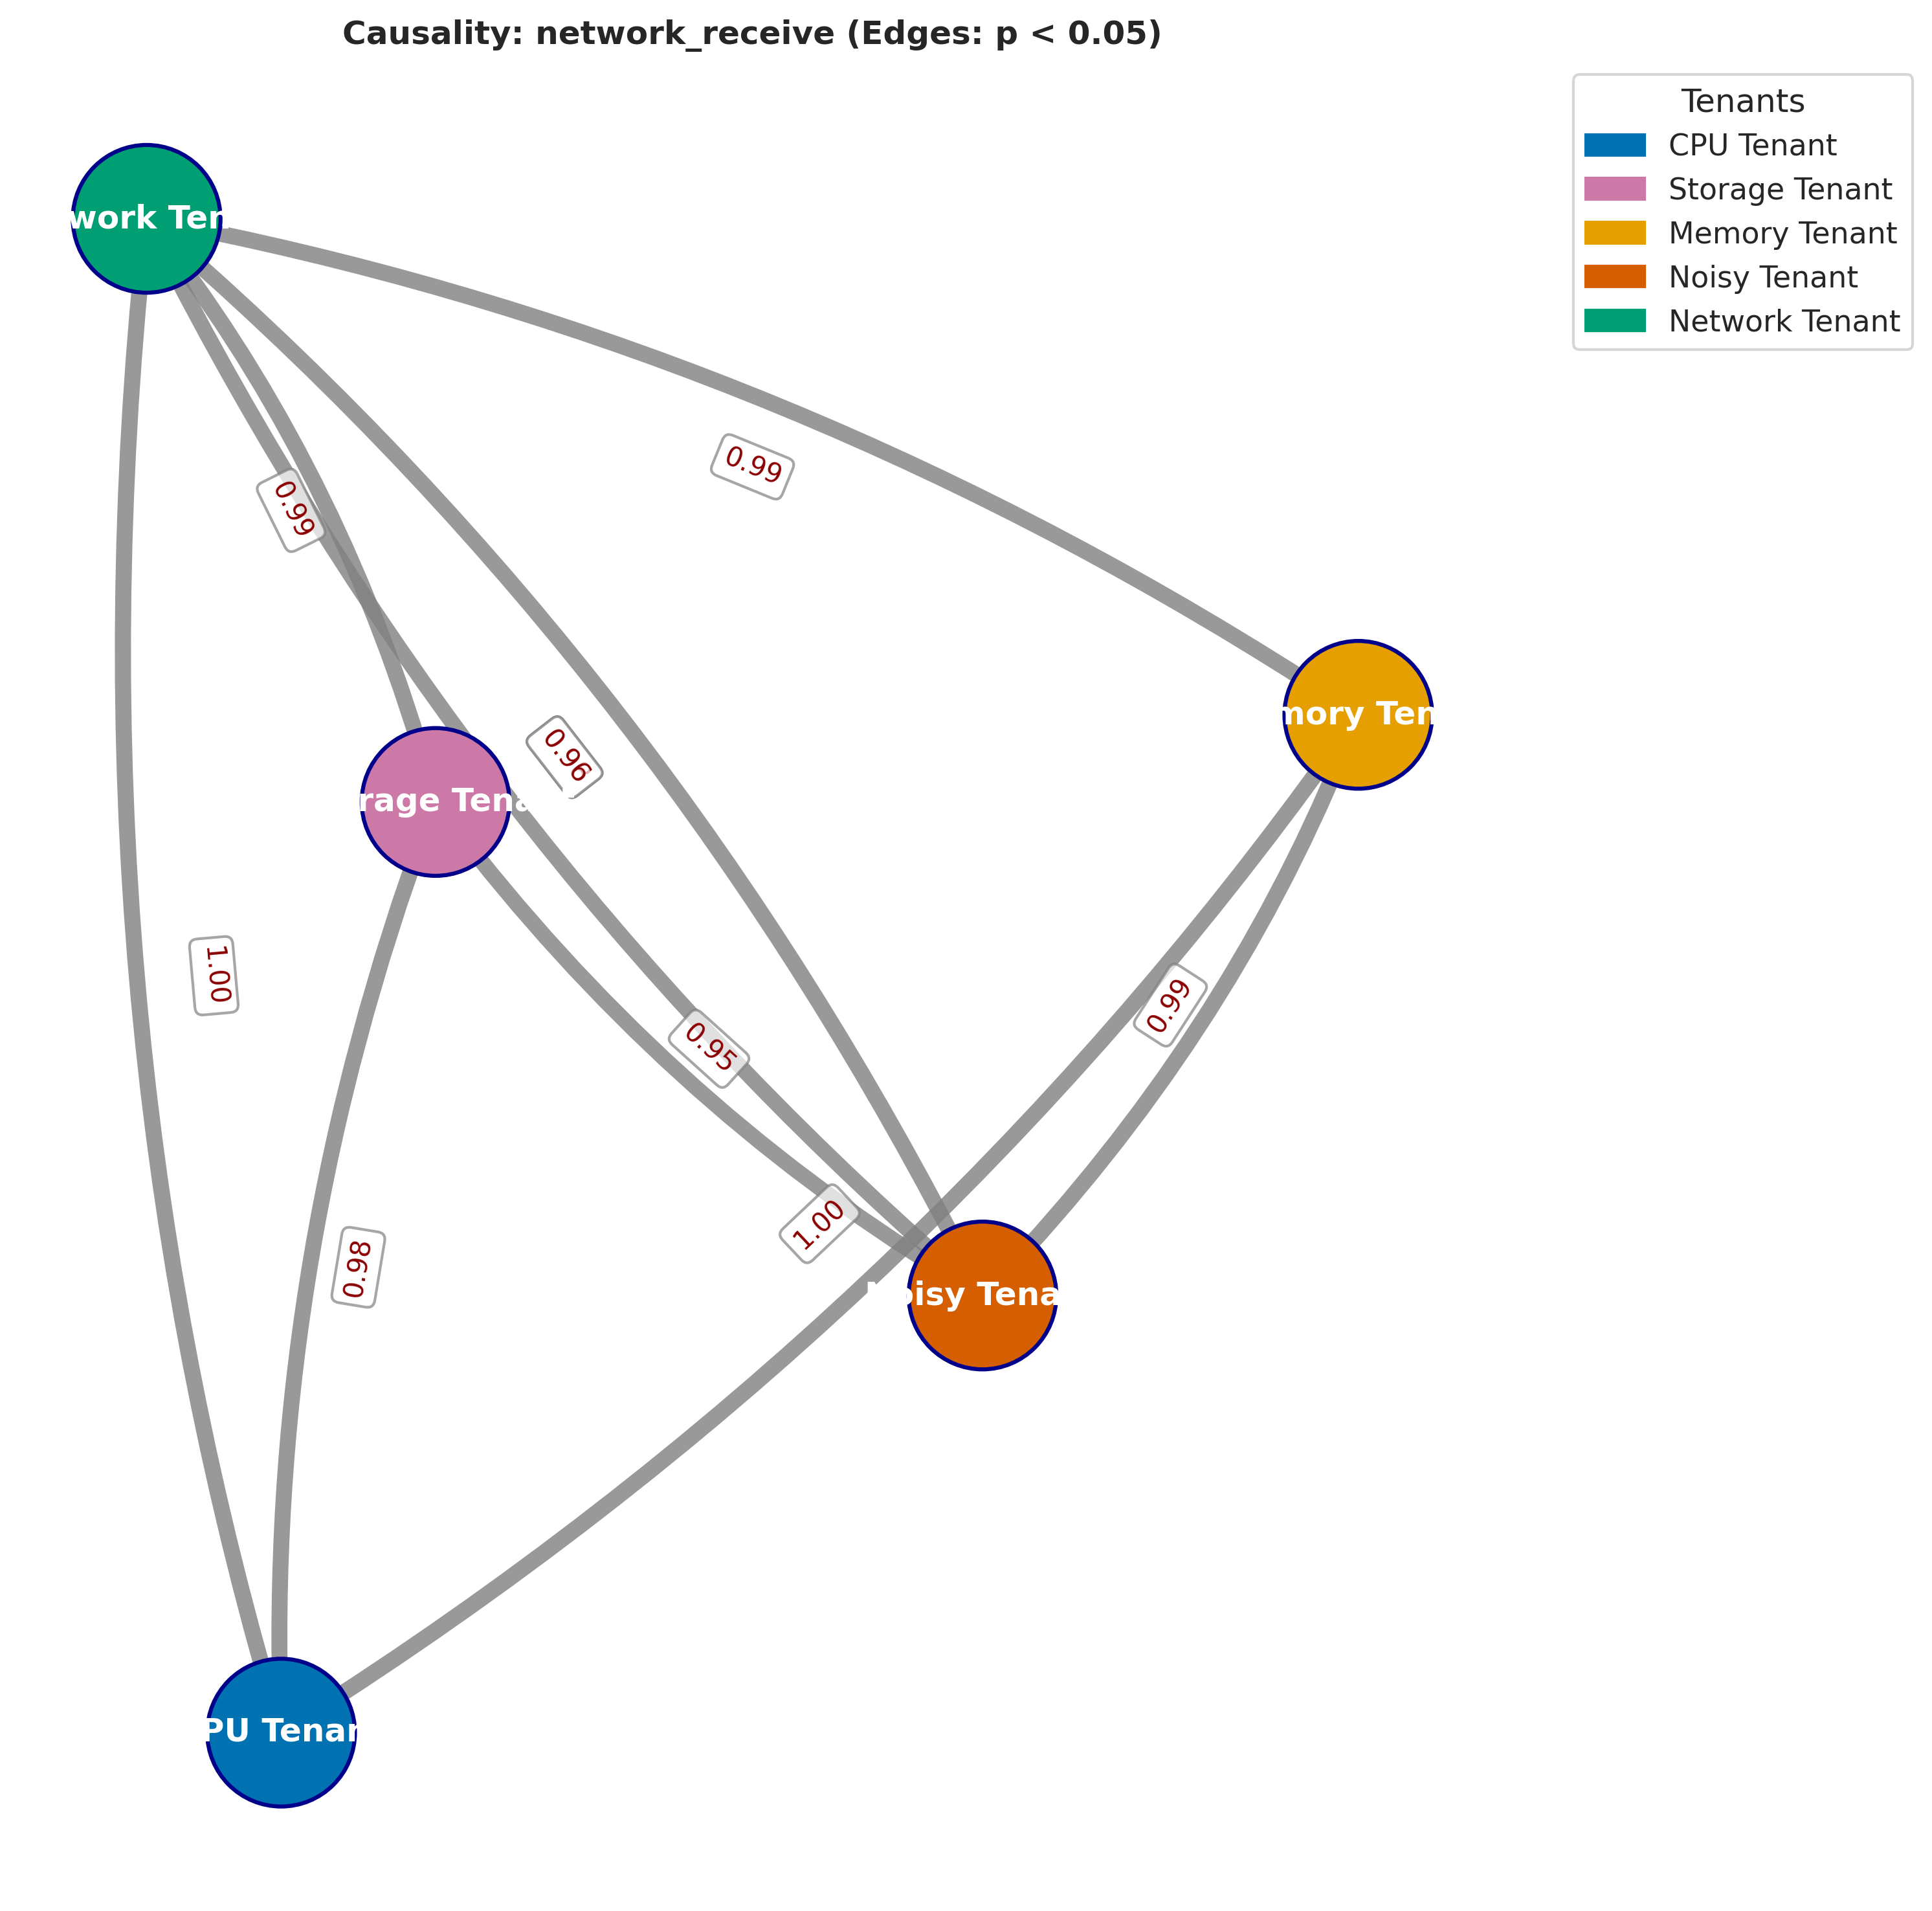 Causality: network_receive (Edges: p < 0.05)
Tenants
CPU Tenant
Storage Tenant
Memory Tenant
Noisy Tenant
Network Tenant
work Ten
0.99
0.99
mory Ten
0.96
rage Tena
1.00
0.99
0.95
1.00
0.98
oisy Tena
PU Tenan